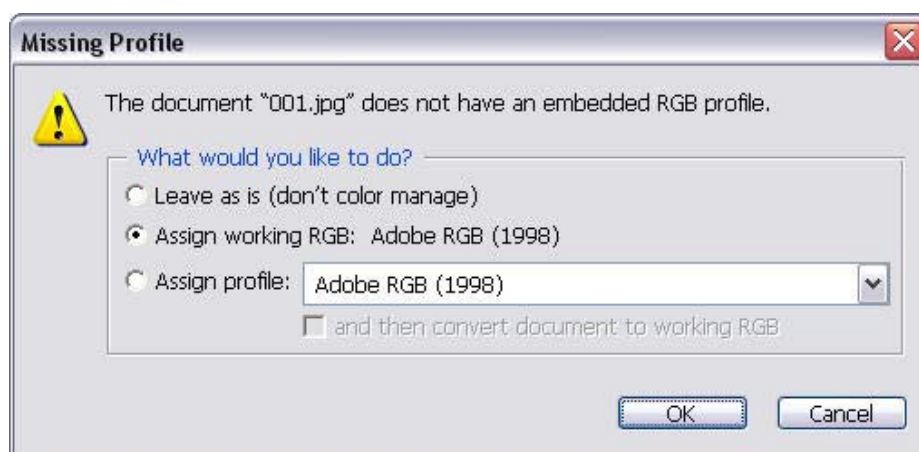 Missing Profile
The document "001.jpg" does not have an embedded RGB profile.
What would you like to do?
Leave as is (don't color manage)
Assign working RGB: Adobe RGB (1998)
Assign profile: Adobe RGB (1998)
and then convert document to working RGB
OK Cancel